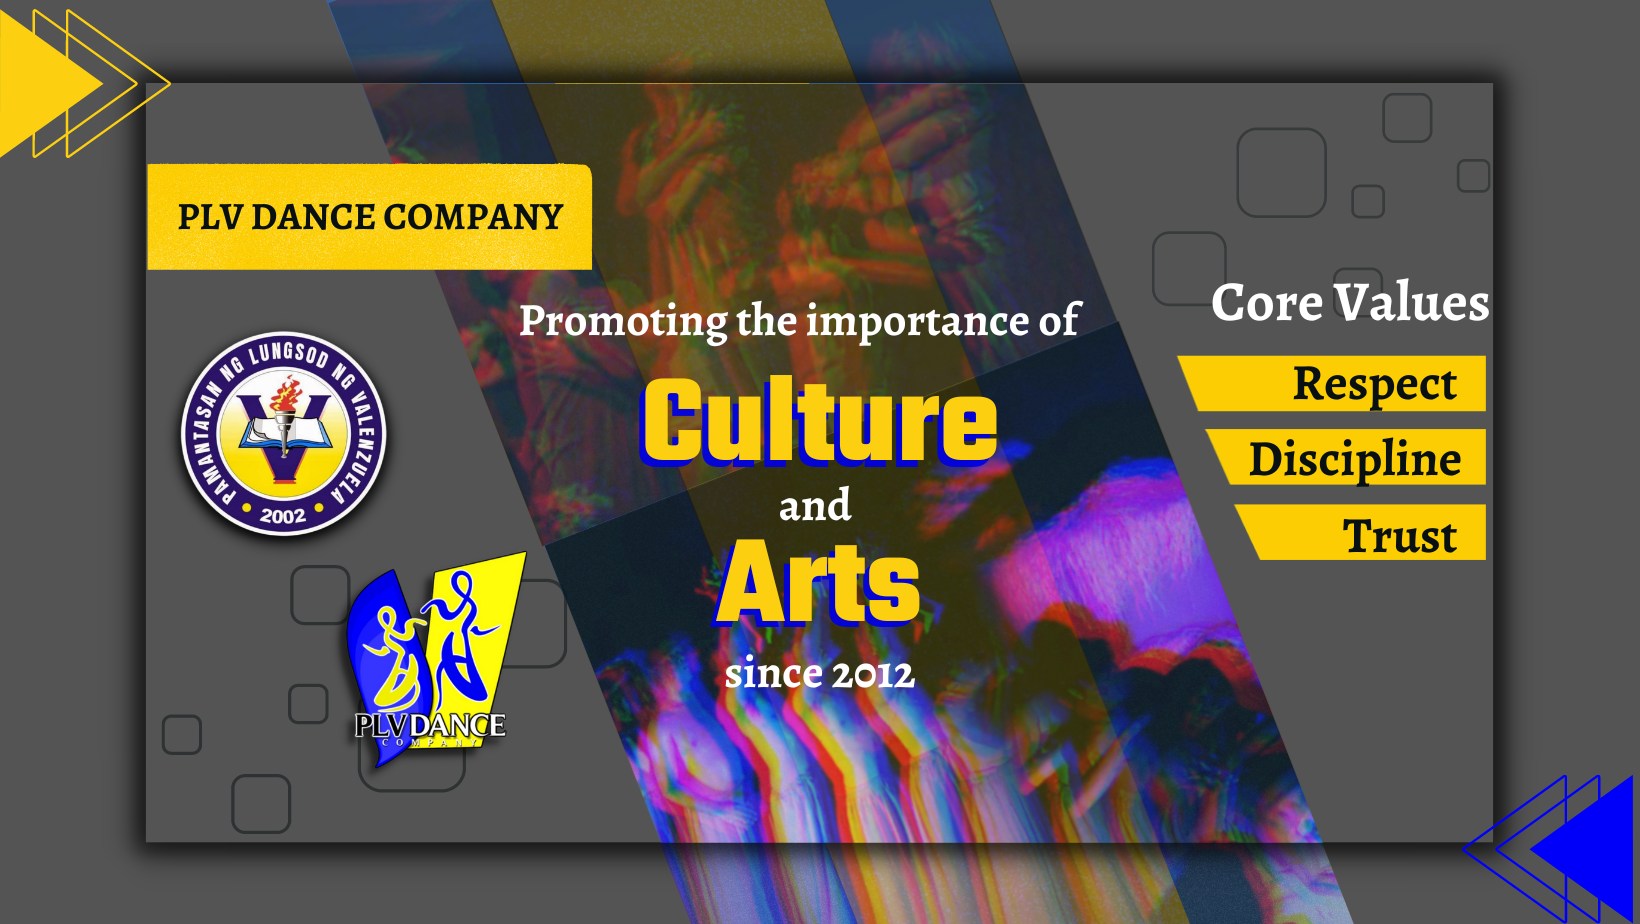 PLV DANCE COMPANY
PAMANTASAN NG LUNGSOD NG VALENZUELA
2002
PLV DANCE
COMPANY
Promoting the importance of
Culture
and
Arts
since 2012
Core Values
Respect
Discipline
Trust